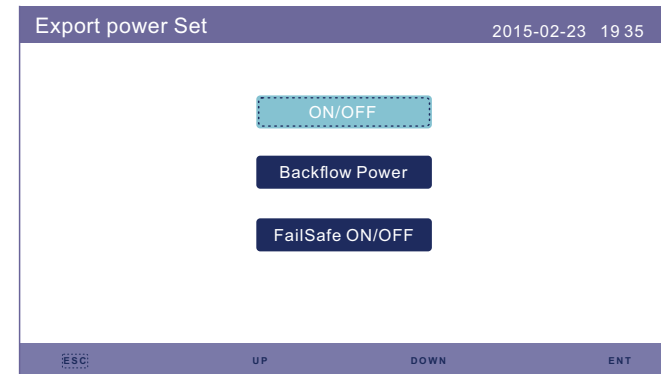 Export power Set 2015-02-23 19 35
ON/OFF
Backflow Power
FailSafe ON/OFF
ESC UP DOWN ENT